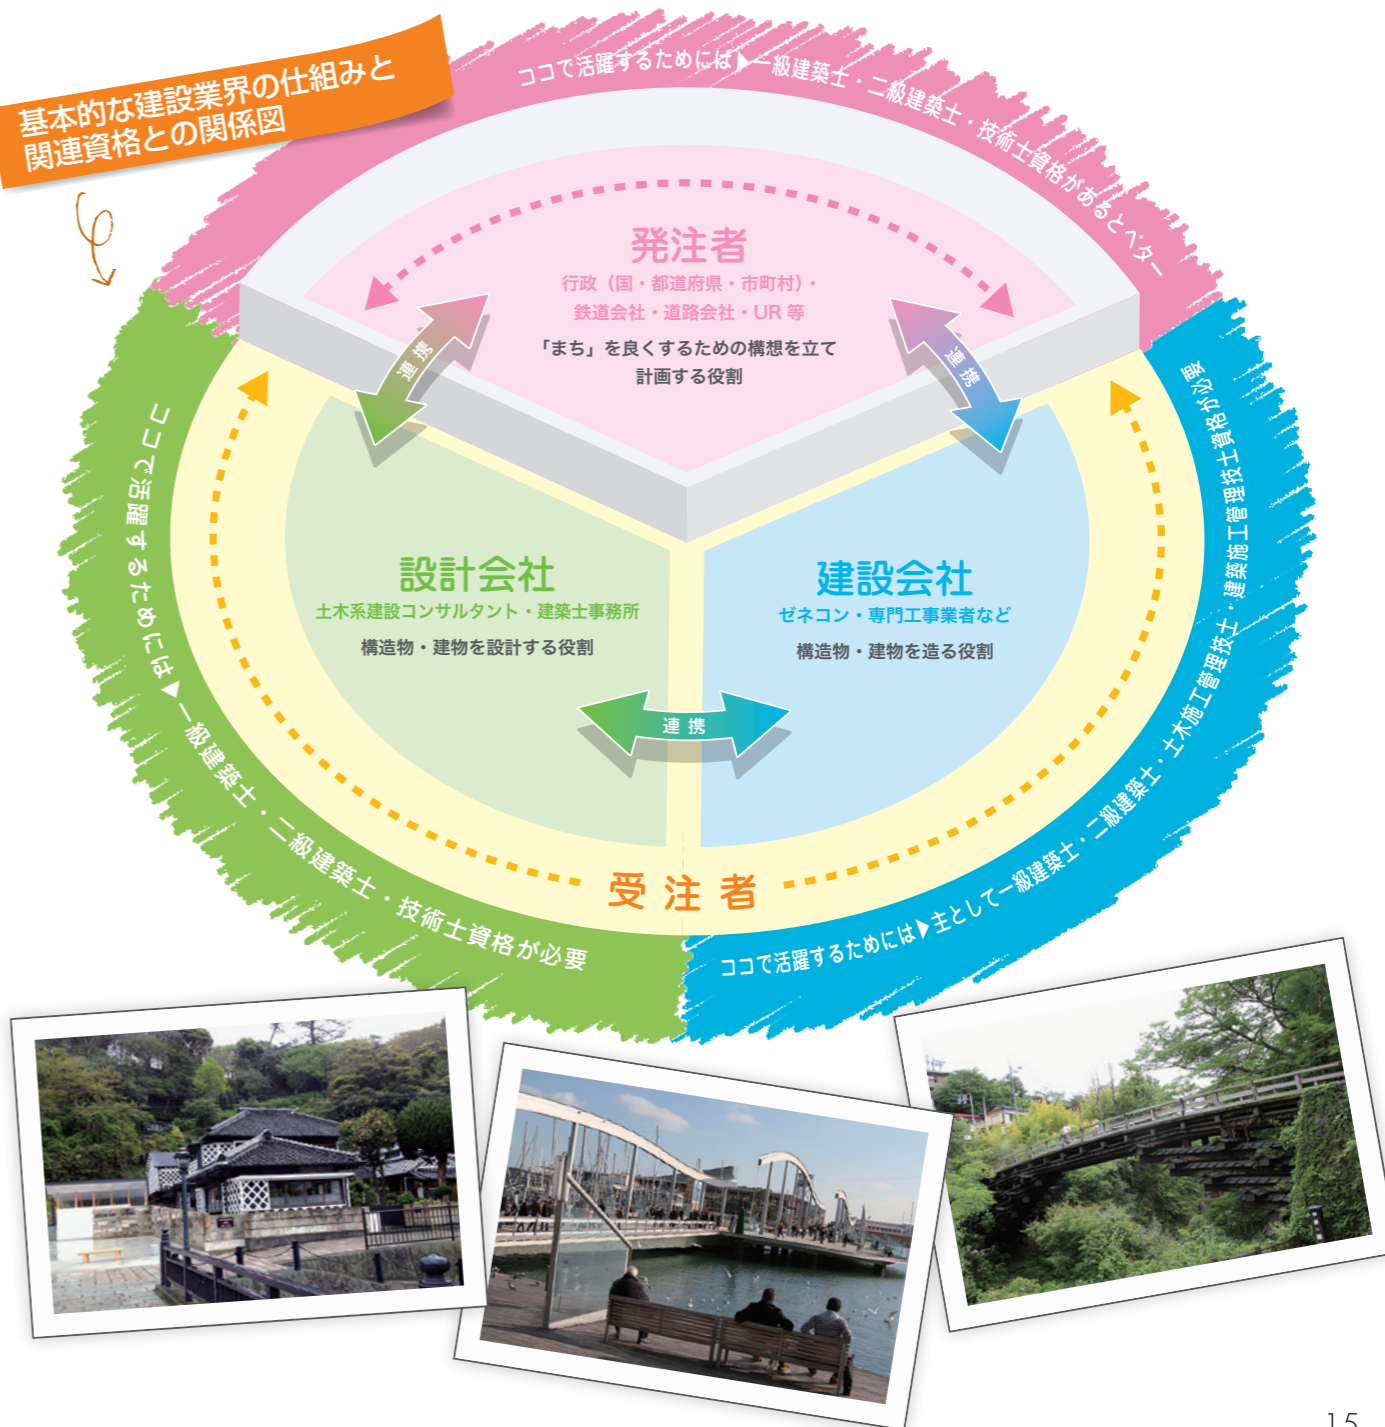 基本的な建設業界の仕組みと
関連資格との関係図
ココで活躍するためには▶一級建築士・二級建築士・技術士資格があるとベター
発注者
行政（国・都道府県・市町村）・
鉄道会社・道路会社・UR 等
「まち」を良くするための構想を立て
計画する役割
連携
連携
設計会社
土木系建設コンサルタント・建築士事務所
構造物・建物を設計する役割
建設会社
ゼネコン・専門工事業者など
構造物・建物を造る役割
連携
受注者
ココで活躍するためには▶一級建築士・二級建築士・技術士資格が必要
ココで活躍するためには▶主として一級建築士・二級建築士・土木施工管理技士・建築施工管理技士資格が必要
15